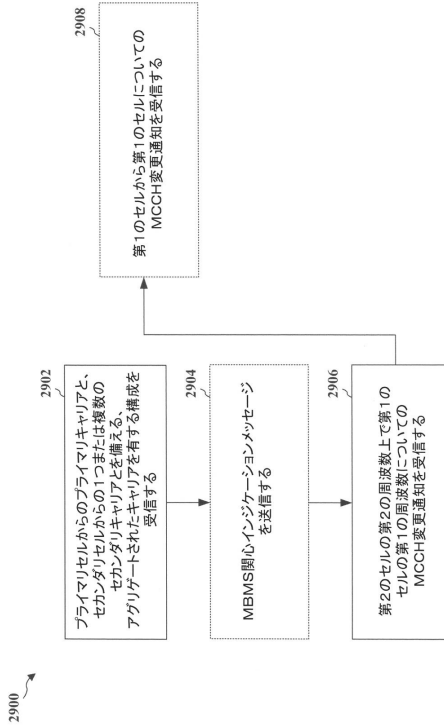 2900
2902
プライマリセルからのプライマリキャリアと、
セカンダリセルからの1つまたは複数の
セカンダリキャリアとを備える、
アグリゲートされたキャリアを有する構成を
受信する
2904
MBMS関心インジケーションメッセージ
を送信する
2906
第2のセルの第2の周波数上で第1の
セルの第1の周波数についての
MCCH変更通知を受信する
2908
第1のセルから第1のセルについての
MCCH変更通知を受信する